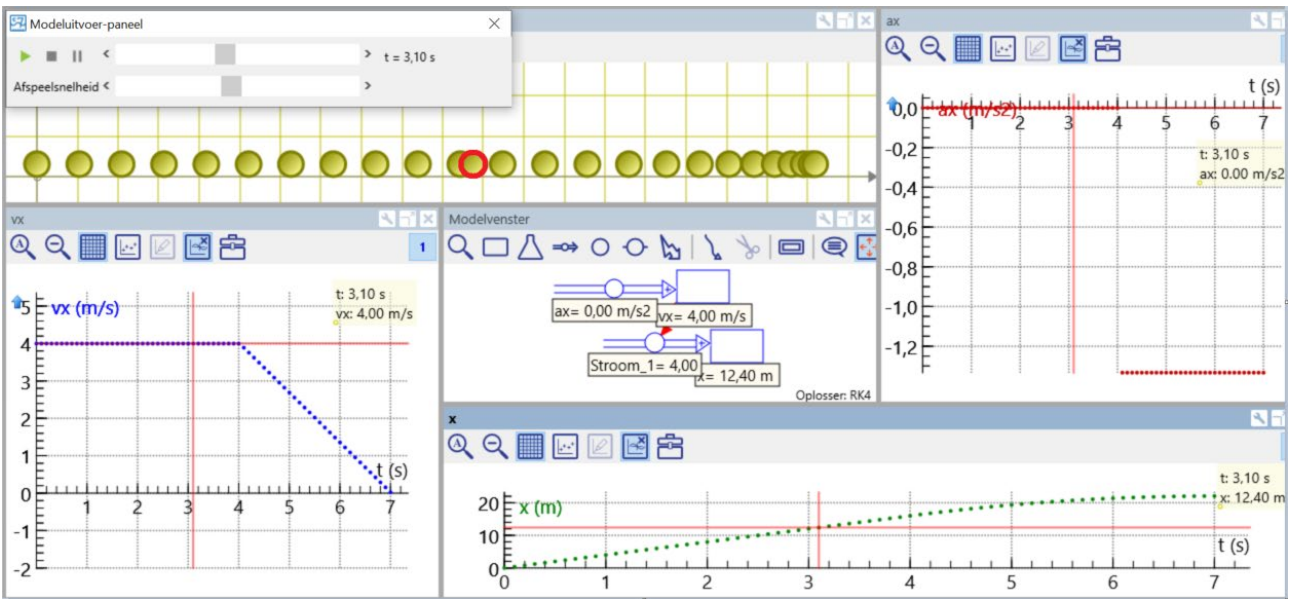 Modeluitvoer-paneel
t = 3,10 s
Afspeelsnelheid
ax
t (s)
0,0
ax (m/s2)
1 2 3 4 5 6 7
-0,2
t: 3,10 s
ax: 0.00 m/s2
-0,4
-0,6
-0,8
-1,0
-1,2
vx
1
5
vx (m/s)
t: 3,10 s
vx: 4,00 m/s
4
3
2
1
t (s)
0
1 2 3 4 5 6 7
-1
-2
Modelvenster
ax= 0,00 m/s2
vx= 4,00 m/s
Stroom_1= 4,00
x= 12,40 m
Oplosser: RK4
x
t: 3,10 s
x: 12,40 m
20
x (m)
10
t (s)
0
0 1 2 3 4 5 6 7